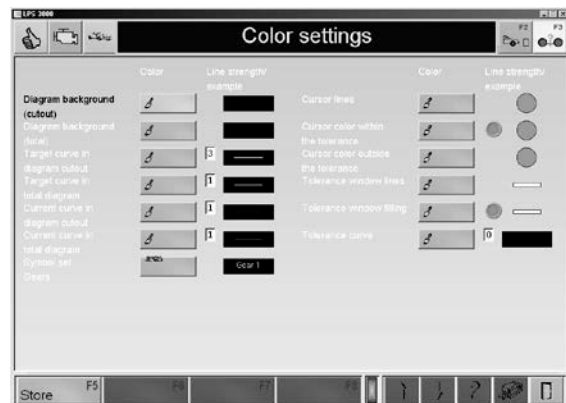 LPS 3000
Color settings
F2
F3
Color
Line strength/
example
Color
Line strength/
example
Diagram background
(cutout)
Diagram background
(total)
Target curve in
diagram cutout
3
Target curve in
total diagram
1
Current curve in
diagram cutout
1
Current curve in
total diagram
1
Symbol set
Gears
Gear 1
Cursor lines
Cursor color within
the tolerance
Cursor color outside
the tolerance
Tolerance window lines
Tolerance window filling
Tolerance curve
0
Store
F5
F6
F7
F8